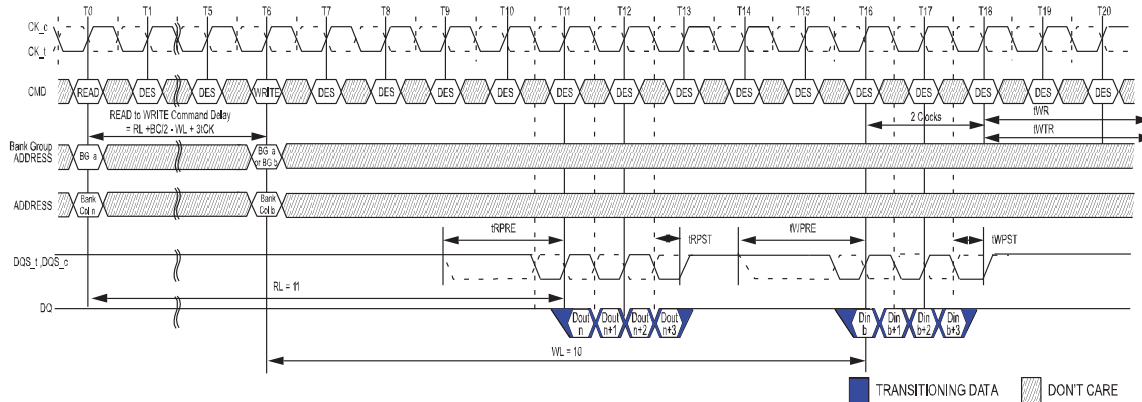 T0 T1 T5 T6 T7 T8 T9 T10 T11 T12 T13 T14 T15 T16 T17 T18 T19 T20
CK_c
CK_t
CMD READ DES DES WRITE DES DES DES DES DES DES DES DES DES DES DES DES DES DES
READ to WRITE Command Delay
= RL +BC/2 - WL + 3tCK
2 Clocks
tWR
tWTR
Bank Group
ADDRESS
BG a
BG a
or BG b
ADDRESS
Bank
Col n
Bank
Col b
tRPRE tRPST tWPRE tWPST
DQS_t ,DQS_c
RL = 11
DQ
Dout
n
Dout
n+1
Dout
n+2
Dout
n+3
Din
b
Din
b+1
Din
b+2
Din
b+3
WL = 10
TRANSITIONING DATA DON'T CARE